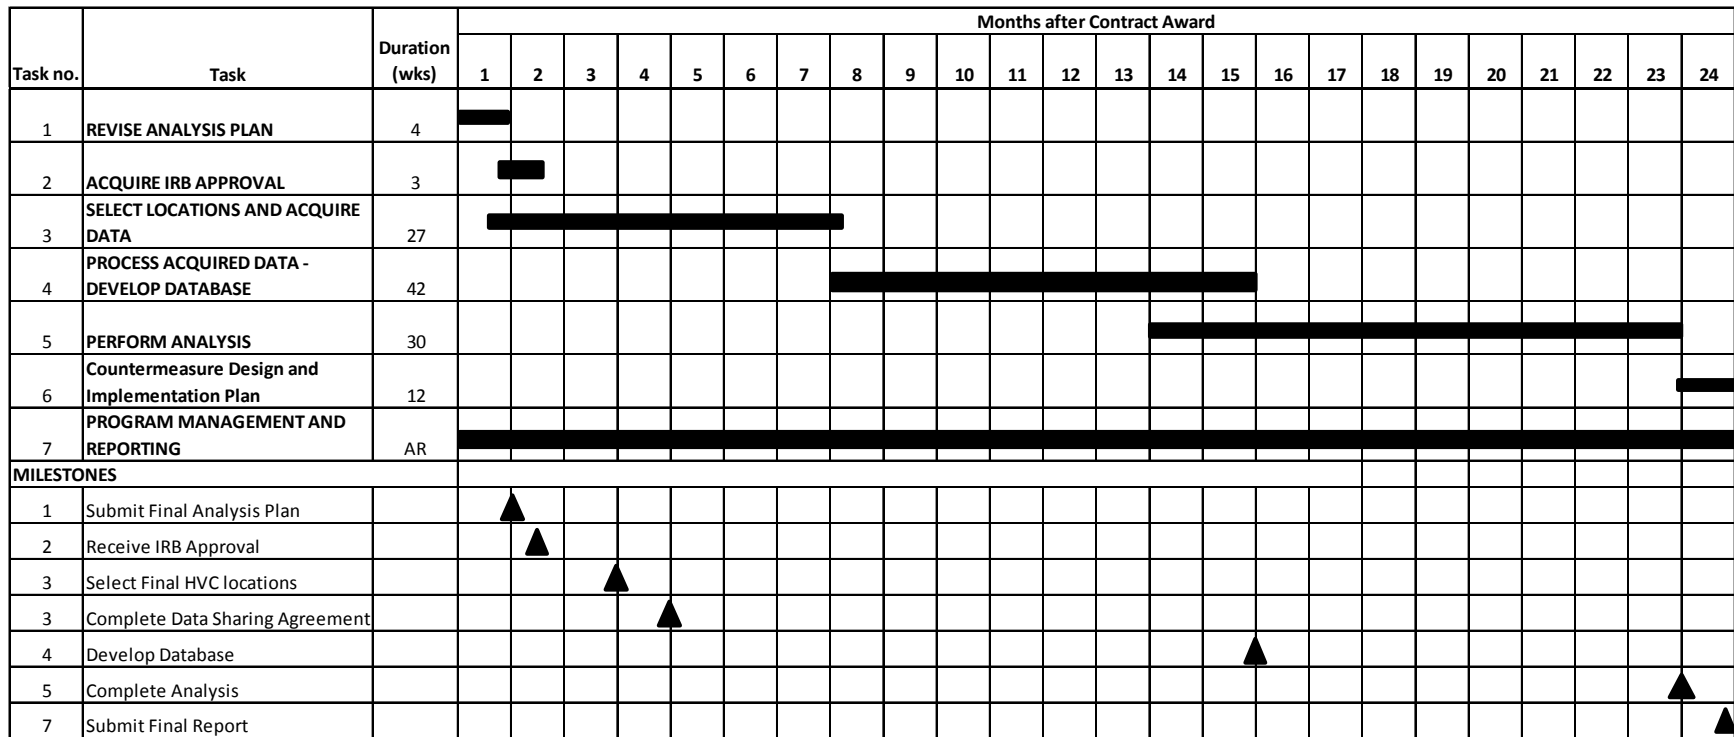 Months after Contract Award
Task no. Task Duration (wks) 1 2 3 4 5 6 7 8 9 10 11 12 13 14 15 16 17 18 19 20 21 22 23 24
1 REVISE ANALYSIS PLAN 4
2 ACQUIRE IRB APPROVAL 3
SELECT LOCATIONS AND ACQUIRE
3 DATA 27
PROCESS ACQUIRED DATA -
4 DEVELOP DATABASE 42
5 PERFORM ANALYSIS 30
Countermeasure Design and
6 Implementation Plan 12
PROGRAM MANAGEMENT AND
7 REPORTING AR
MILESTONES
1 Submit Final Analysis Plan
2 Receive IRB Approval
3 Select Final HVC locations
3 Complete Data Sharing Agreement
4 Develop Database
5 Complete Analysis
7 Submit Final Report